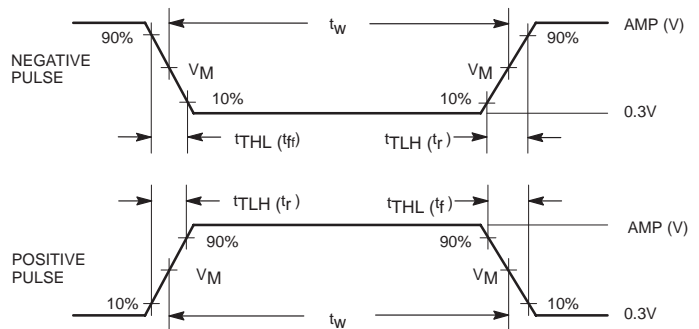 tw
AMP (V)
90%
90%
NEGATIVE
PULSE
VM
VM
10%
10%
0.3V
tTHL (tff)
tTLH (tr)
tTLH (tr)
tTHL (tf)
AMP (V)
90%
90%
POSITIVE
PULSE
VM
VM
10%
10%
tw
0.3V